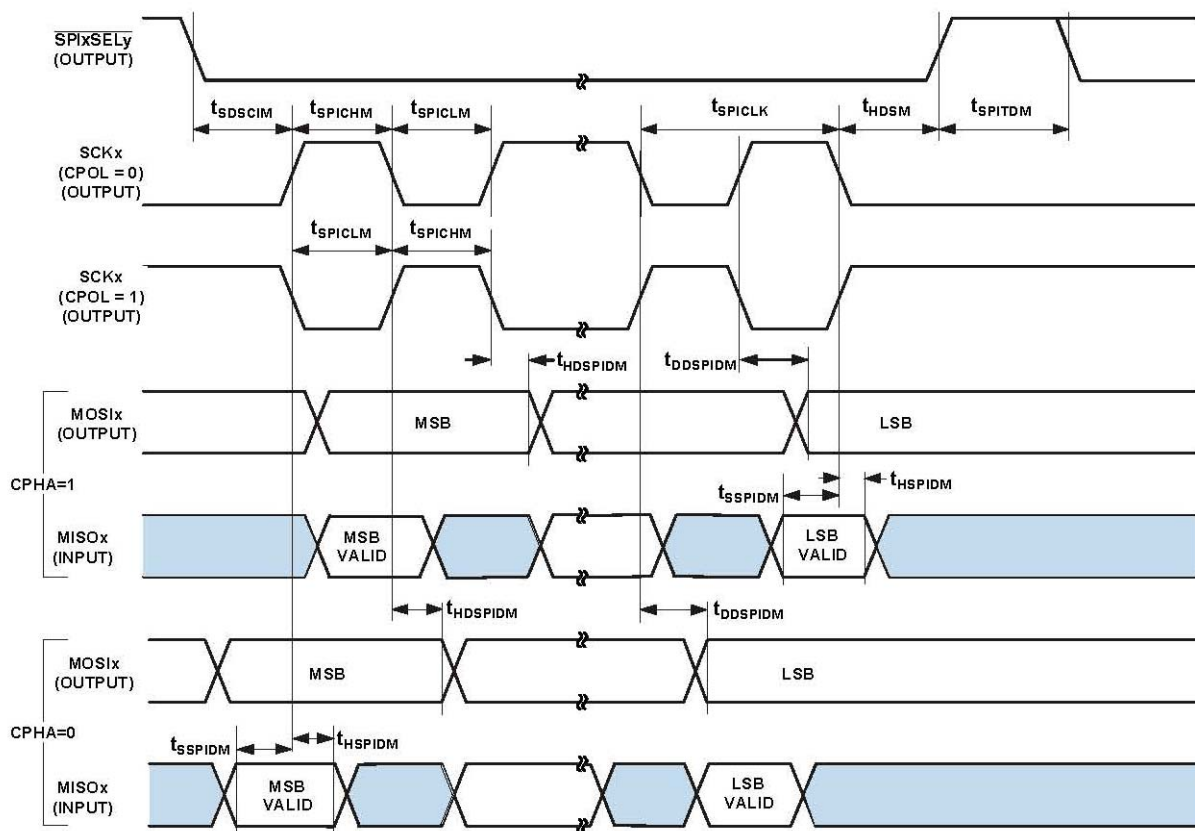 SPIxSELy
(OUTPUT)
tSDSCIM
tSPICHM
tSPICLM
tSPICLK
tHDSM
tSPITDM
SCKx
(CPOL = 0)
(OUTPUT)
tSPICLM
tSPICHM
SCKx
(CPOL = 1)
(OUTPUT)
tHDSPIDM
tDDSPIDM
MOSIx
(OUTPUT)
MSB
LSB
CPHA=1
tSSPIDM
tHSPIDM
MISOx
(INPUT)
MSB
VALID
LSB
VALID
tHDSPIDM
tDDSPIDM
MOSIx
(OUTPUT)
MSB
LSB
CPHA=0
tSSPIDM
tHSPIDM
MISOx
(INPUT)
MSB
VALID
LSB
VALID